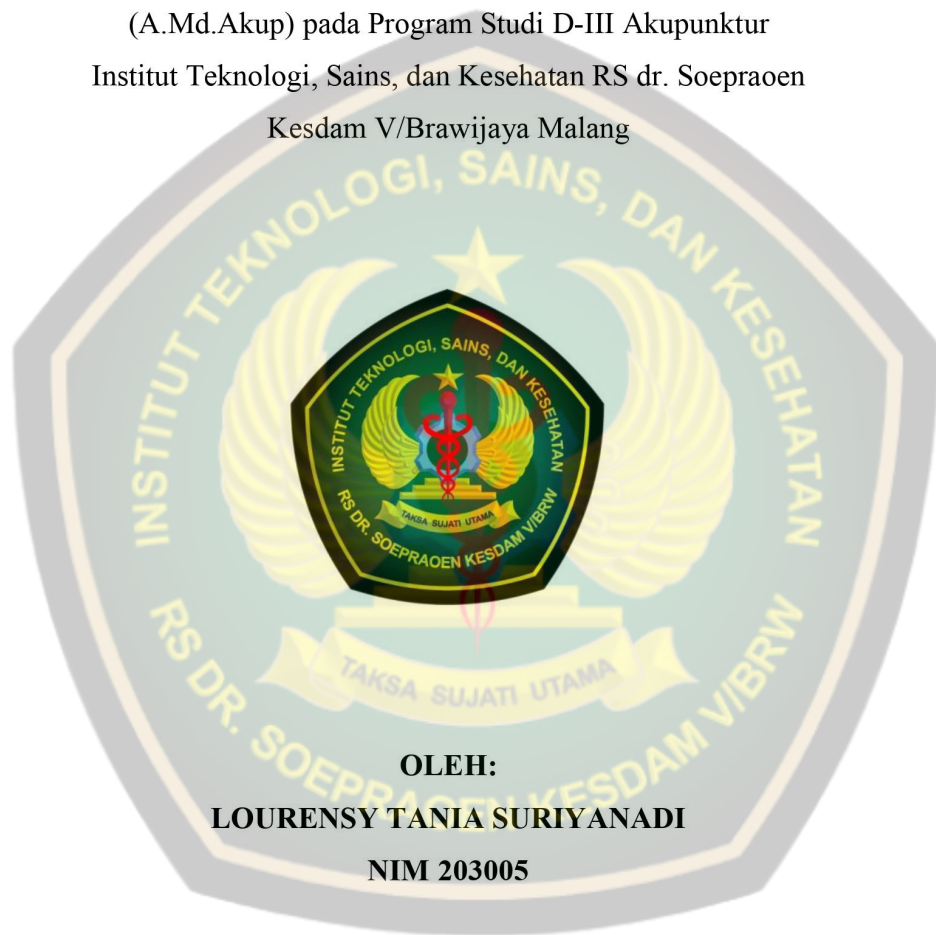 (A.Md.Akup) pada Program Studi D-III Akupunktur
Institut Teknologi, Sains, dan Kesehatan RS dr. Soepraoen
Kesdam V/Brawijaya Malang
INSTITUT TEKNOLOGI, SAINS, DAN KESEHATAN
INSTITUT TEKNOLOGI, SAINS, DAN KESEHATAN
TAKSA SUJATI UTAMA
RS DR. SOEPRAOEN KESDAM V/BRW
TAKSA SUJATI UTAMA
RS DR. SOEPRAOEN KESDAM V/BRW
OLEH:
LOURENSY TANIA SURIYANADI
NIM 203005